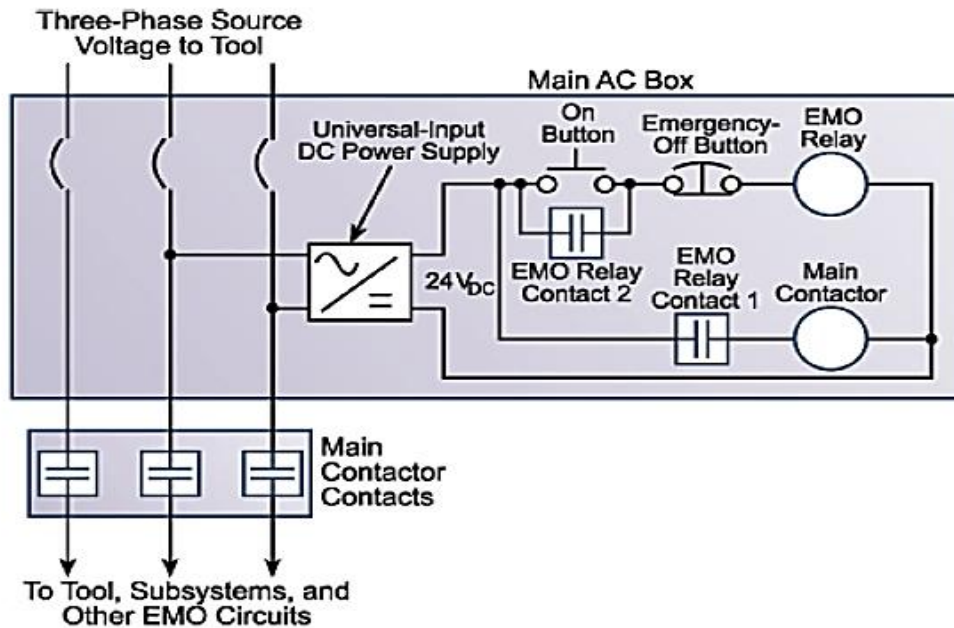 Three-Phase Source
Voltage to Tool
Main AC Box
Universal-Input
DC Power Supply
On
Button
Emergency-
Off Button
EMO
Relay
24VDC
EMO Relay
Contact 2
EMO
Relay
Contact 1
Main
Contactor
Main
Contactor
Contacts
To Tool, Subsystems, and
Other EMO Circuits